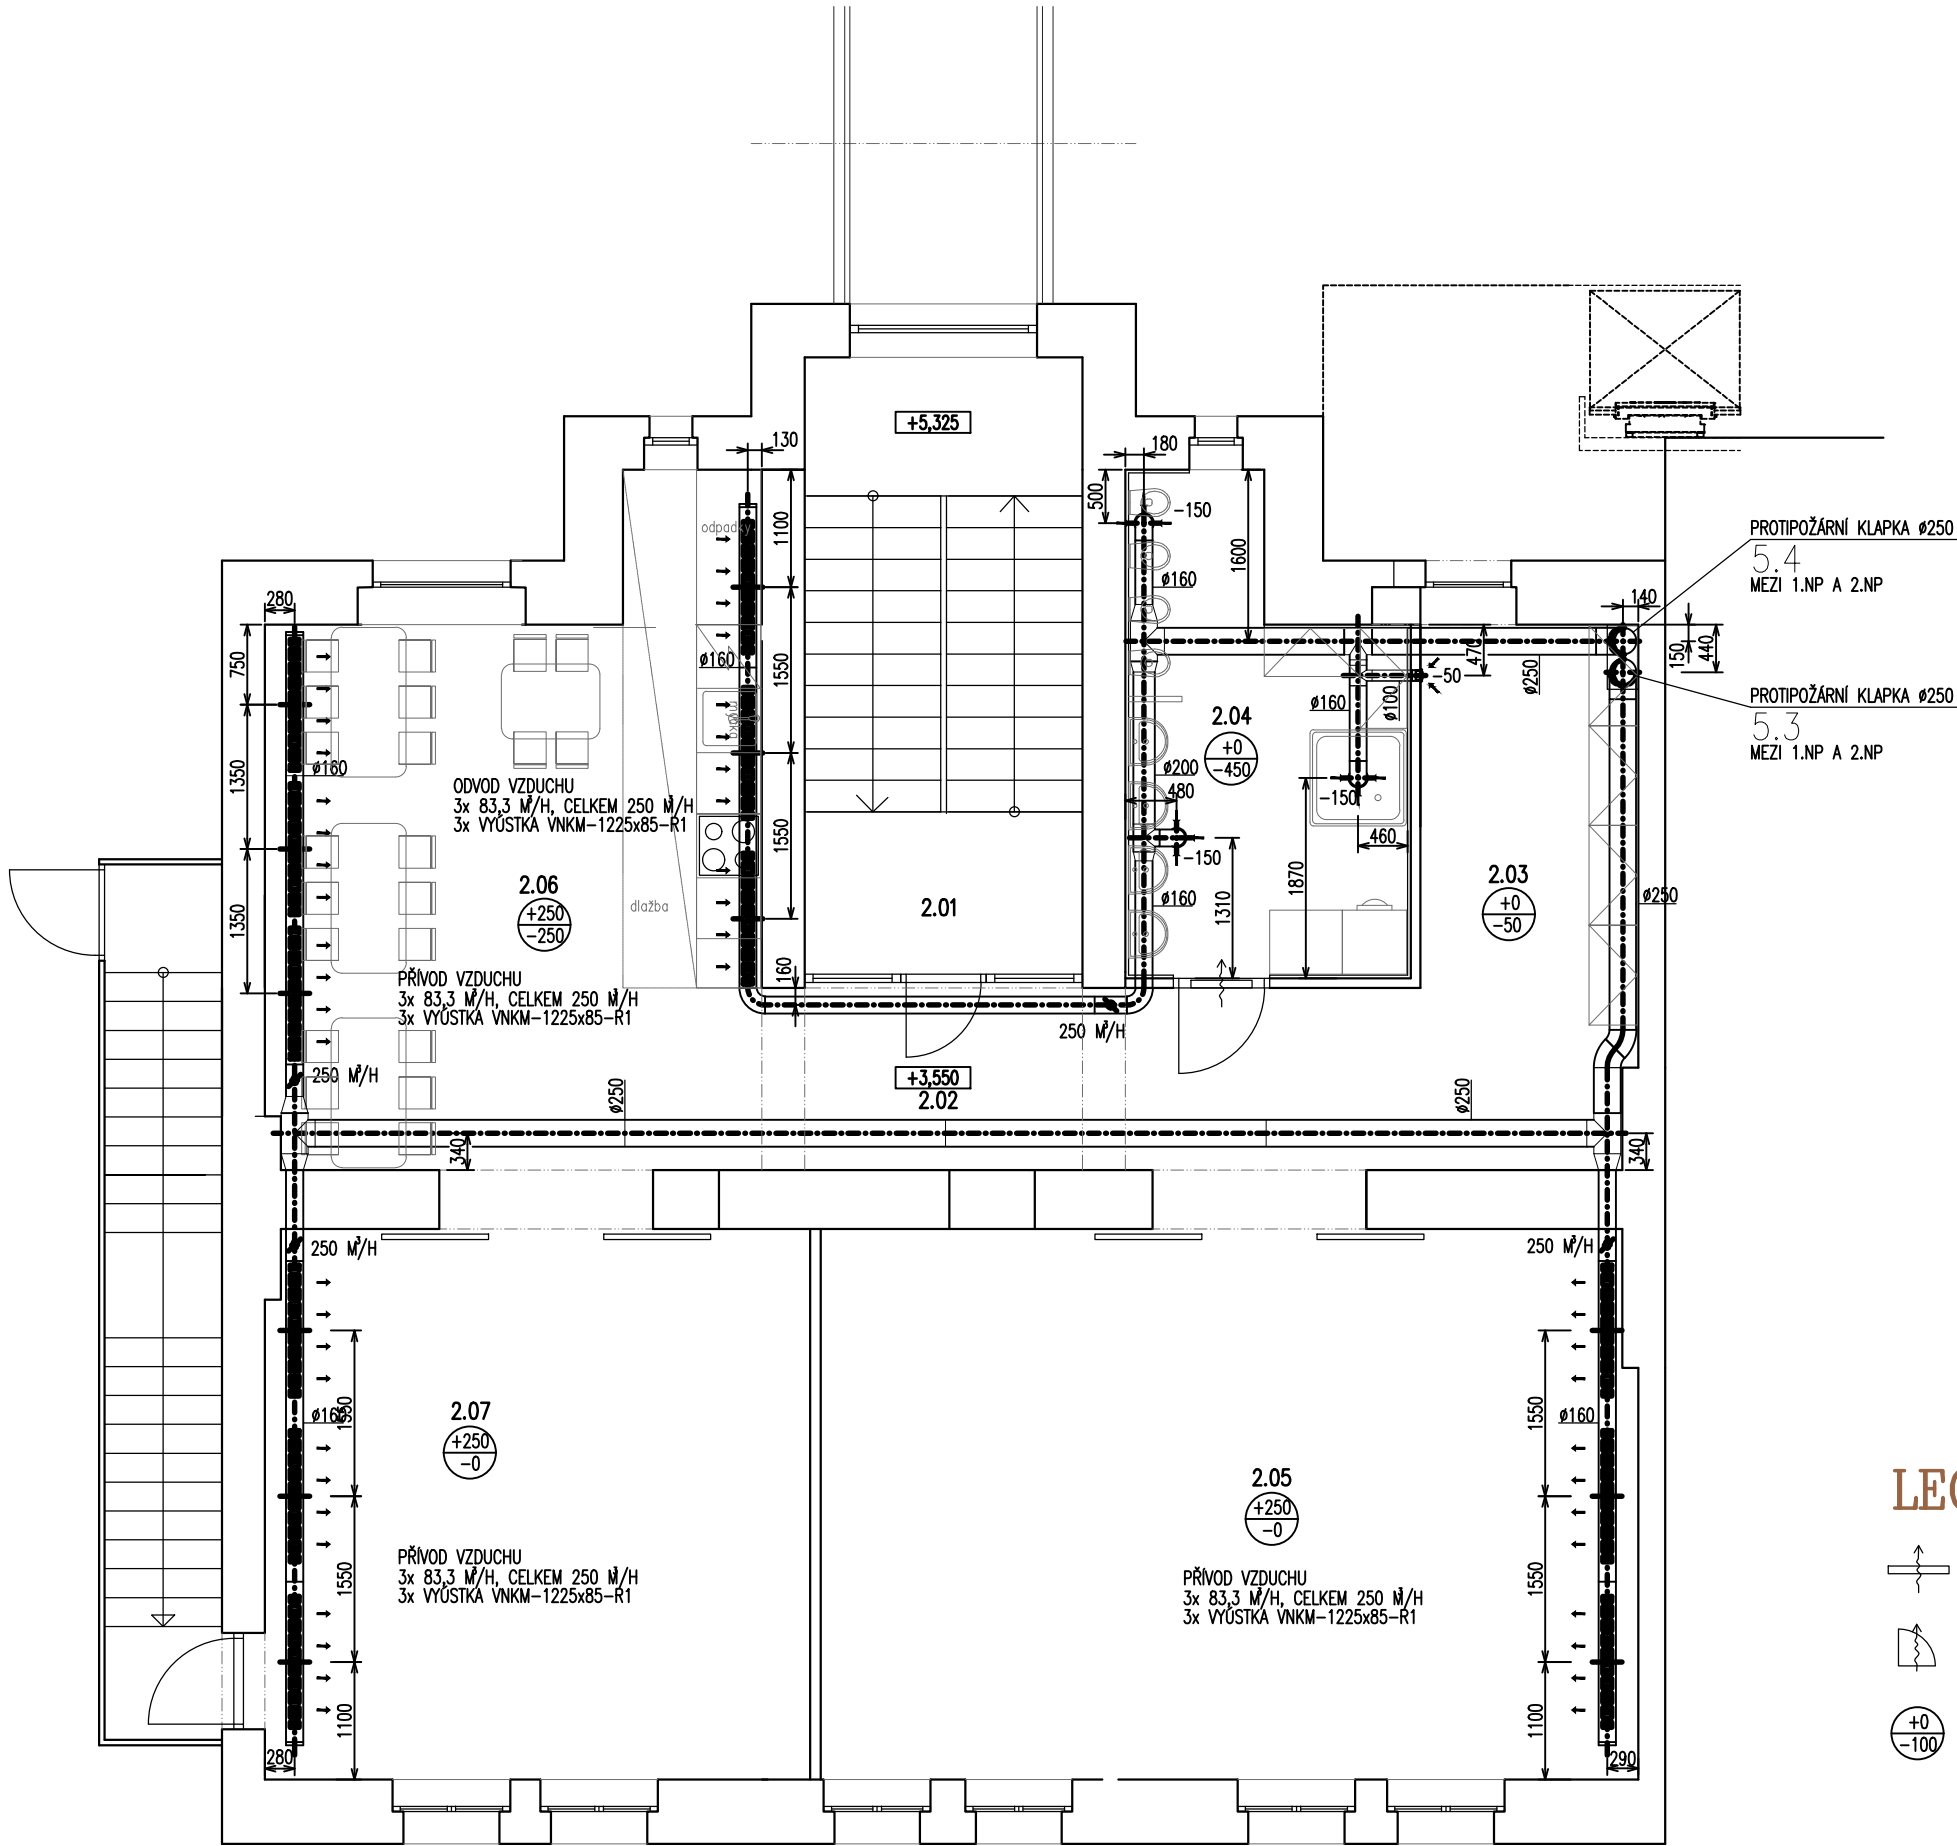 +5,325
130
180
500
1100
-150
1600
odpadky
PROTIPOŽÁRNÍ KLAPKA ø250
5.4
MEZI 1.NP A 2.NP
ø160
280
140
750
ø160
1550
470
150
440
-50
ø250
ø100
ø160
PROTIPOŽÁRNÍ KLAPKA ø250
5.3
MEZI 1.NP A 2.NP
myčka
2.04
+0
-450
1350
ø160
ø200
480
-150
ODVOD VZDUCHU
3x 83,3 M³/H, CELKEM 250 M³/H
3x VYÚSTKA VNKM-1225x85-R1
1550
460
-150
1870
1310
2.06
+250
-250
dlažba
2.01
ø160
2.03
+0
-50
ø250
1350
160
PŘÍVOD VZDUCHU
3x 83,3 M³/H, CELKEM 250 M³/H
3x VYÚSTKA VNKM-1225x85-R1
250 M³/H
250 M³/H
+3,550
2.02
ø250
ø250
340
340
250 M³/H
250 M³/H
ø160
1550
1550
ø160
2.07
+250
-0
2.05
+250
-0
LEG
PŘÍVOD VZDUCHU
3x 83,3 M³/H, CELKEM 250 M³/H
3x VYÚSTKA VNKM-1225x85-R1
1550
1550
PŘÍVOD VZDUCHU
3x 83,3 M³/H, CELKEM 250 M³/H
3x VYÚSTKA VNKM-1225x85-R1
1100
1100
+0
-100
280
290